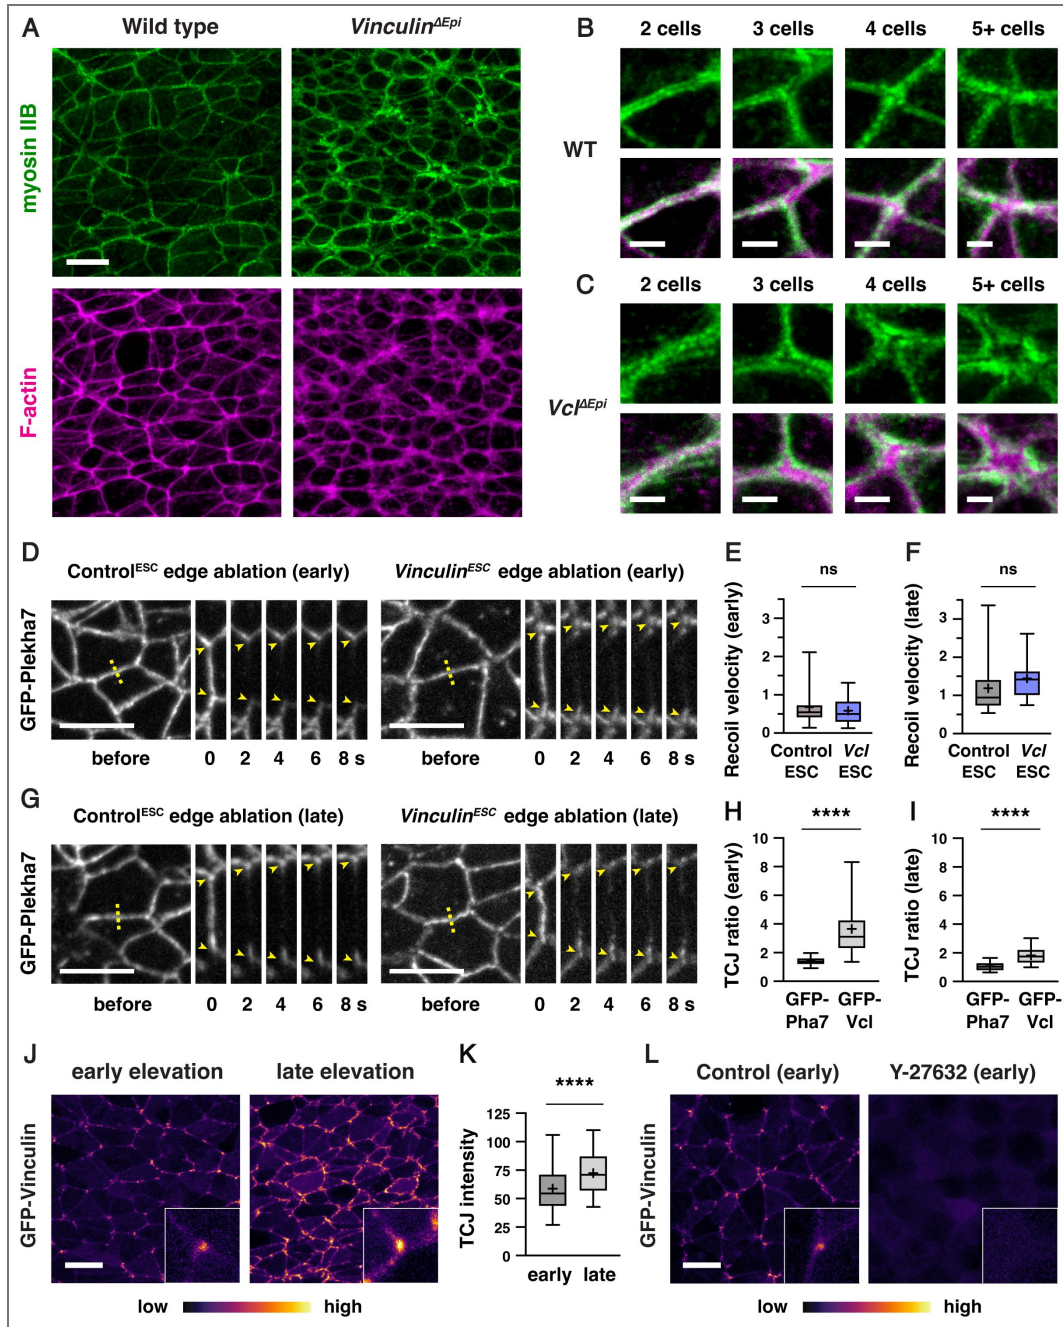 A
Wild type
Vinculin^ΔEpi
myosin IIB
F-actin
B
2 cells
3 cells
4 cells
5+ cells
WT
C
2 cells
3 cells
4 cells
5+ cells
Vcl^ΔEpi
D
Control^ESC edge ablation (early)
Vinculin^ESC edge ablation (early)
GFP-Plekha7
before
0
2
4
6
8 s
before
0
2
4
6
8 s
E
ns
Recoil velocity (early)
3
2
1
0
Control
ESC
Vcl
ESC
F
ns
Recoil velocity (late)
3
2
1
0
Control
ESC
Vcl
ESC
G
Control^ESC edge ablation (late)
Vinculin^ESC edge ablation (late)
GFP-Plekha7
before
0
2
4
6
8 s
before
0
2
4
6
8 s
H
****
TCJ ratio (early)
10
8
6
4
2
0
GFP-
Pha7
GFP-
Vcl
I
****
TCJ ratio (late)
10
8
6
4
2
0
GFP-
Pha7
GFP-
Vcl
J
early elevation
late elevation
GFP-Vinculin
low
high
K
****
TCJ intensity
125
100
75
50
25
0
early
late
L
Control (early)
Y-27632 (early)
GFP-Vinculin
low
high